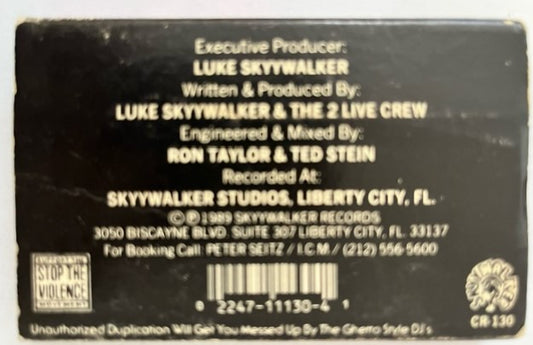 Executive Producer:
LUKE SKYYWALKER
Written & Produced By:
LUKE SKYYWALKER & THE 2 LIVE CREW
Engineered & Mixed By:
RON TAYLOR & TED STEIN
Recorded At:
SKYYWALKER STUDIOS, LIBERTY CITY, FL.
© ℗ 1989 SKYYWALKER RECORDS
3050 BISCAYNE BLVD. SUITE 307 LIBERTY CITY, FL. 33137
For Booking Call: PETER SEITZ / I.C.M. / (212) 556-5600
STOP THE
VIOLENCE
MOVEMENT
0 2247-11130-4 1
CR-130
Unauthorized Duplication Will Get You Messed Up By The Ghetto Style DJ's